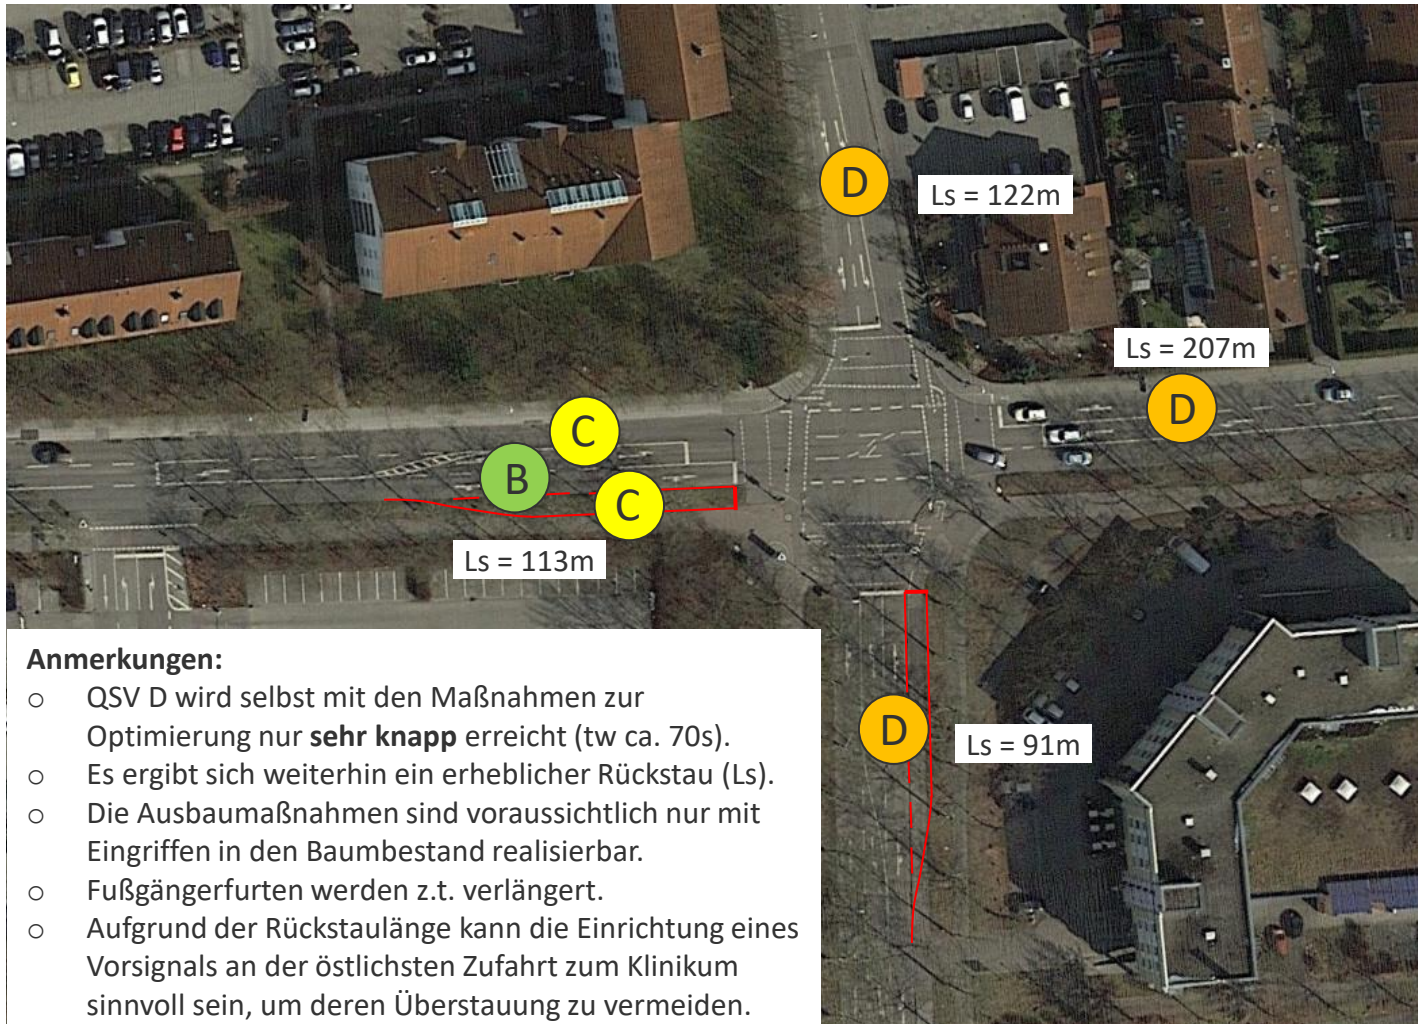 D
Ls = 122m
Ls = 207m
D
C
B
C
Ls = 113m
D
Ls = 91m
Anmerkungen:
o QSV D wird selbst mit den Maßnahmen zur
Optimierung nur sehr knapp erreicht (tw ca. 70s).
o Es ergibt sich weiterhin ein erheblicher Rückstau (Ls).
o Die Ausbaumaßnahmen sind voraussichtlich nur mit
Eingriffen in den Baumbestand realisierbar.
o Fußgängerfurten werden z.t. verlängert.
o Aufgrund der Rückstaulänge kann die Einrichtung eines
Vorsignals an der östlichsten Zufahrt zum Klinikum
sinnvoll sein, um deren Überstauung zu vermeiden.